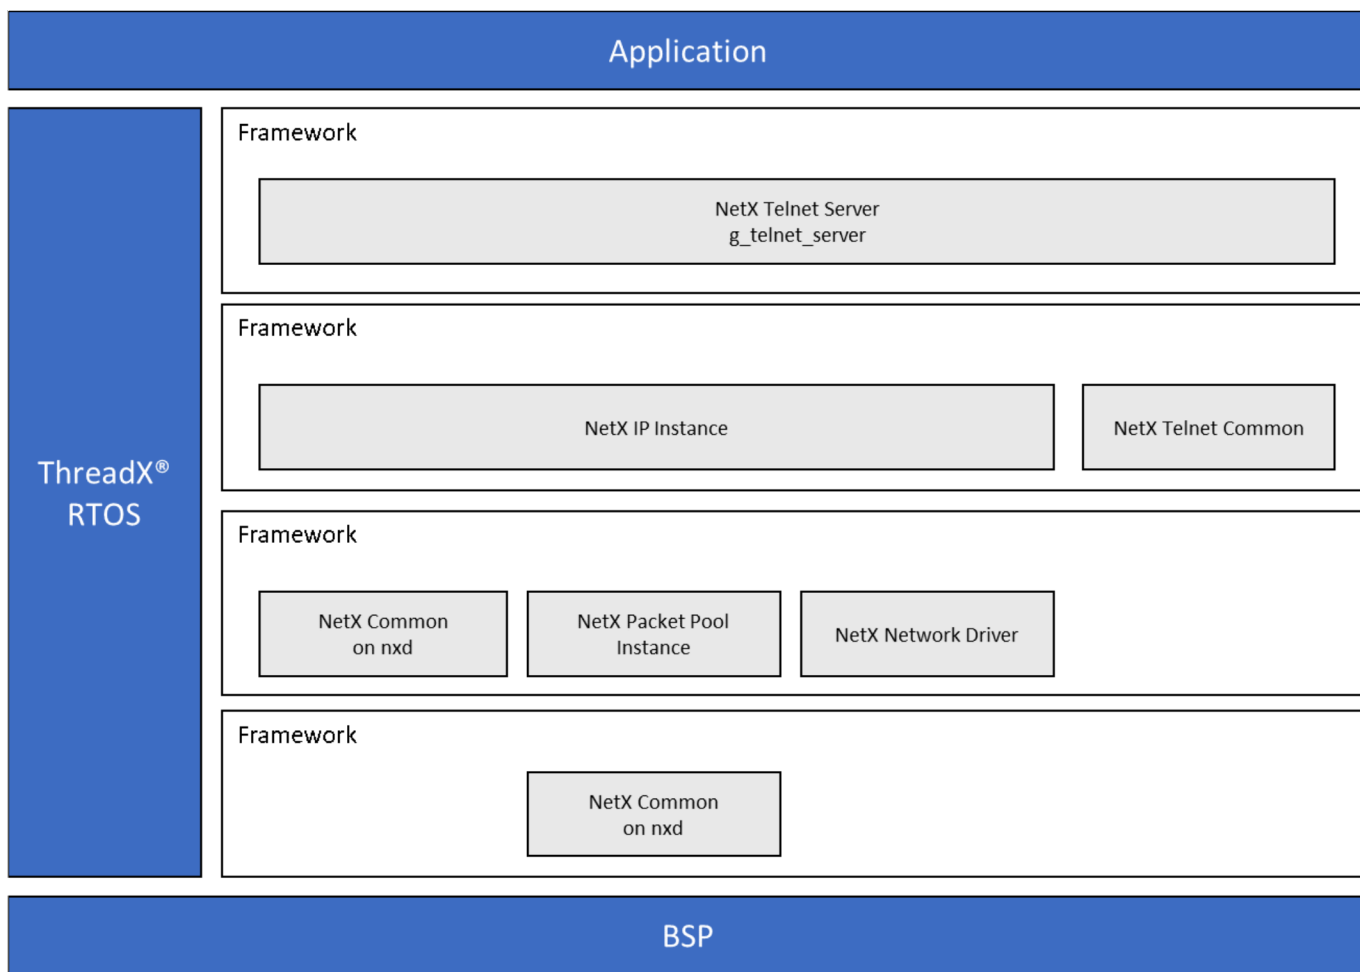 Application
ThreadX®
RTOS
Framework
NetX Telnet Server
g_telnet_server
Framework
NetX IP Instance
NetX Telnet Common
Framework
NetX Common
on nxd
NetX Packet Pool
Instance
NetX Network Driver
Framework
NetX Common
on nxd
BSP